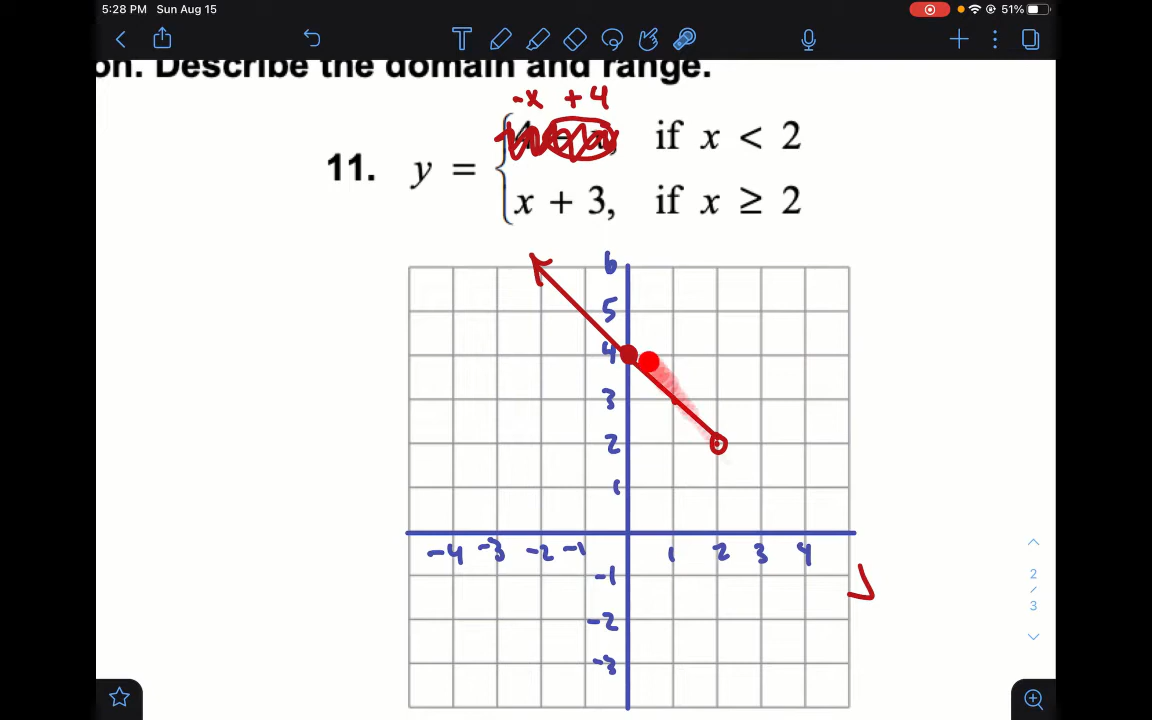 5:28 PM Sun Aug 15
51%
T
on. Describe the domain and range.
-x + 4
if x < 2
11. y =
x + 3, if x ≥ 2
6
5
4
3
2
1
-4 -3 -2 -1 1 2 3 4
-1
-2
-3
2
/
3